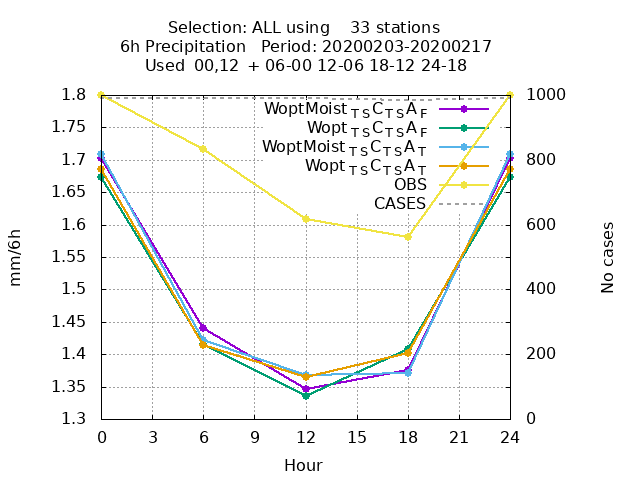 Selection: ALL using    33 stations
6h Precipitation   Period: 20200203-20200217
Used  00,12  + 06-00 12-06 18-12 24-18
1.8
1.75
1.7
1.65
1.6
1.55
1.5
1.45
1.4
1.35
1.3
mm/6h
WoptMoist TS C TS A F
Wopt TS C TS A F
WoptMoist TS C TS A T
Wopt TS C TS A T
OBS
CASES
1000
800
600
400
200
0
No cases
0 3 6 9 12 15 18 21 24
Hour